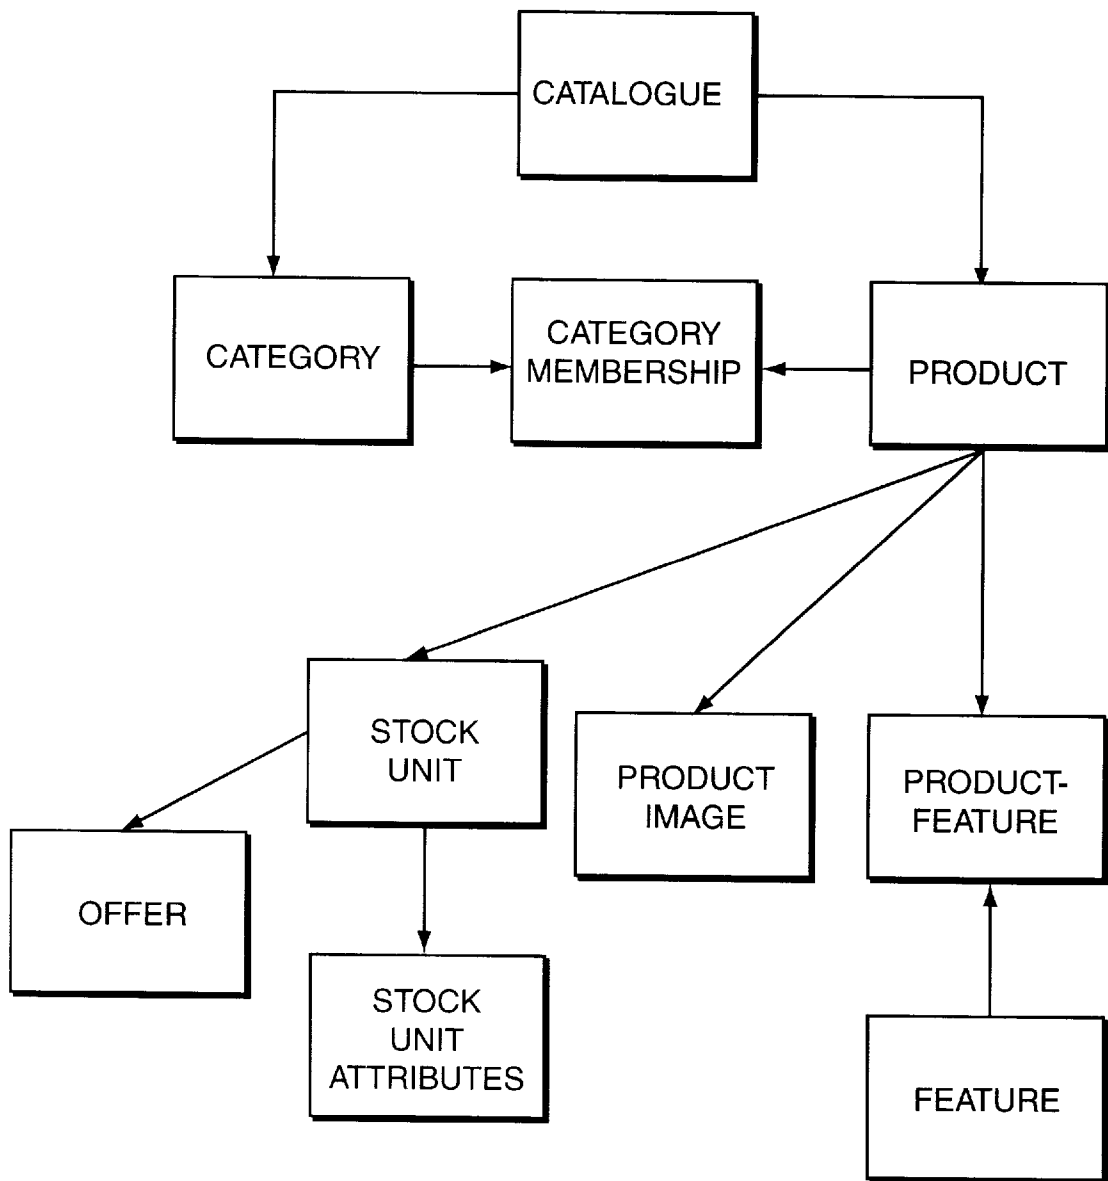 CATALOGUE
CATEGORY
CATEGORY
MEMBERSHIP
PRODUCT
STOCK
UNIT
PRODUCT
IMAGE
PRODUCT-
FEATURE
OFFER
STOCK
UNIT
ATTRIBUTES
FEATURE